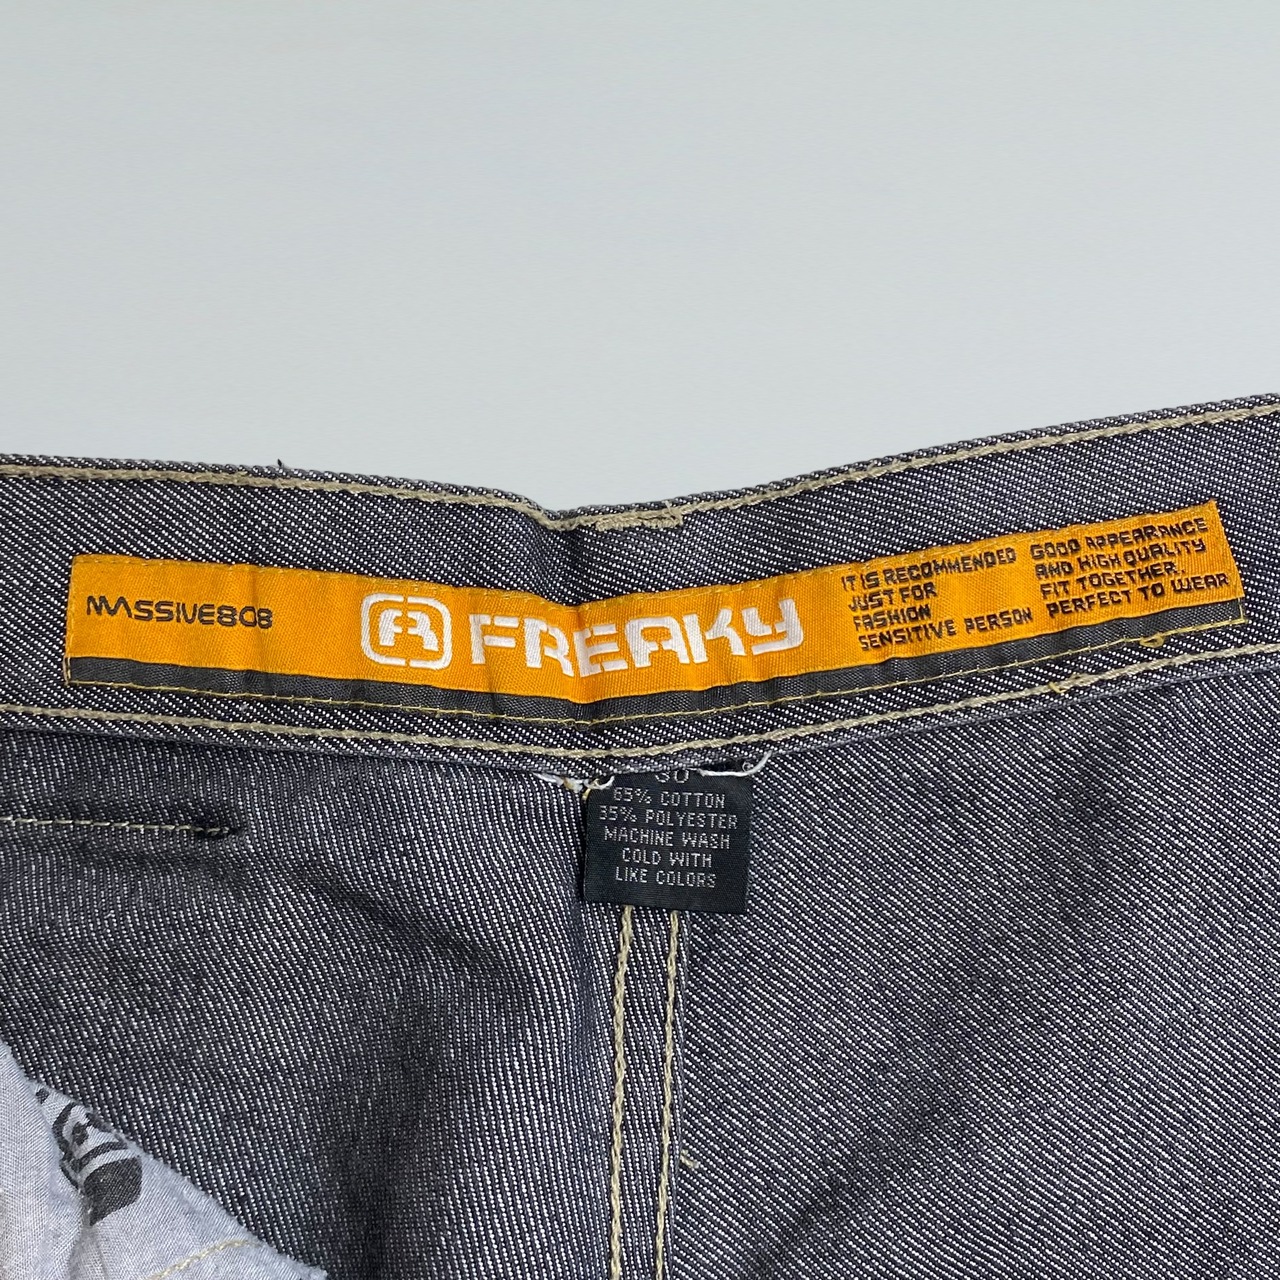 MASSIVE808
FREAKY
IT IS RECOMMENDED
JUST FOR
FASHION
SENSITIVE PERSON
GOOD APPEARANCE
AND HIGH QUALITY
FIT TOGETHER.
PERFECT TO WEAR
30
65% COTTON
35% POLYESTER
MACHINE WASH
COLD WITH
LIKE COLORS